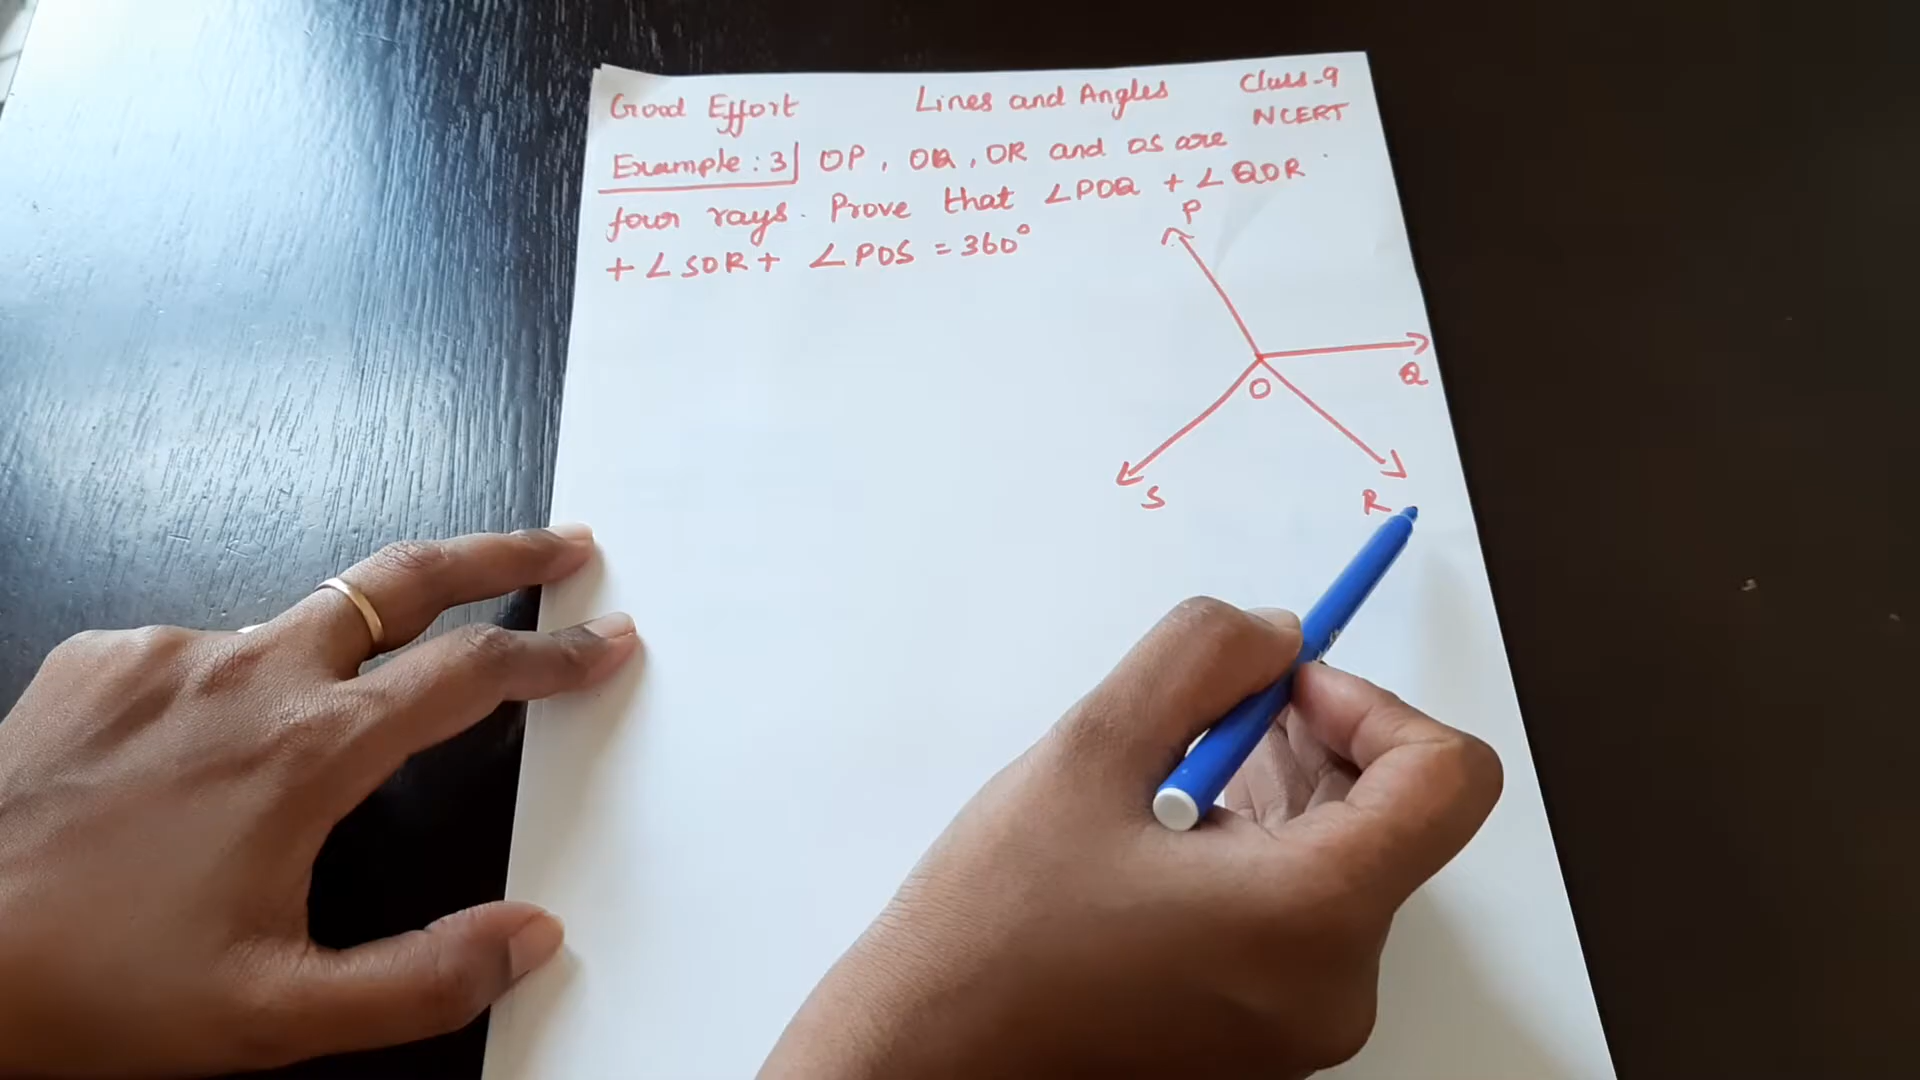 Good Effort Lines and Angles Class-9
NCERT
Example: 3 OP, OQ, OR and OS are
four rays. Prove that ∠POQ + ∠QOR
+ ∠SOR + ∠POS = 360°
P
Q
O
S
R